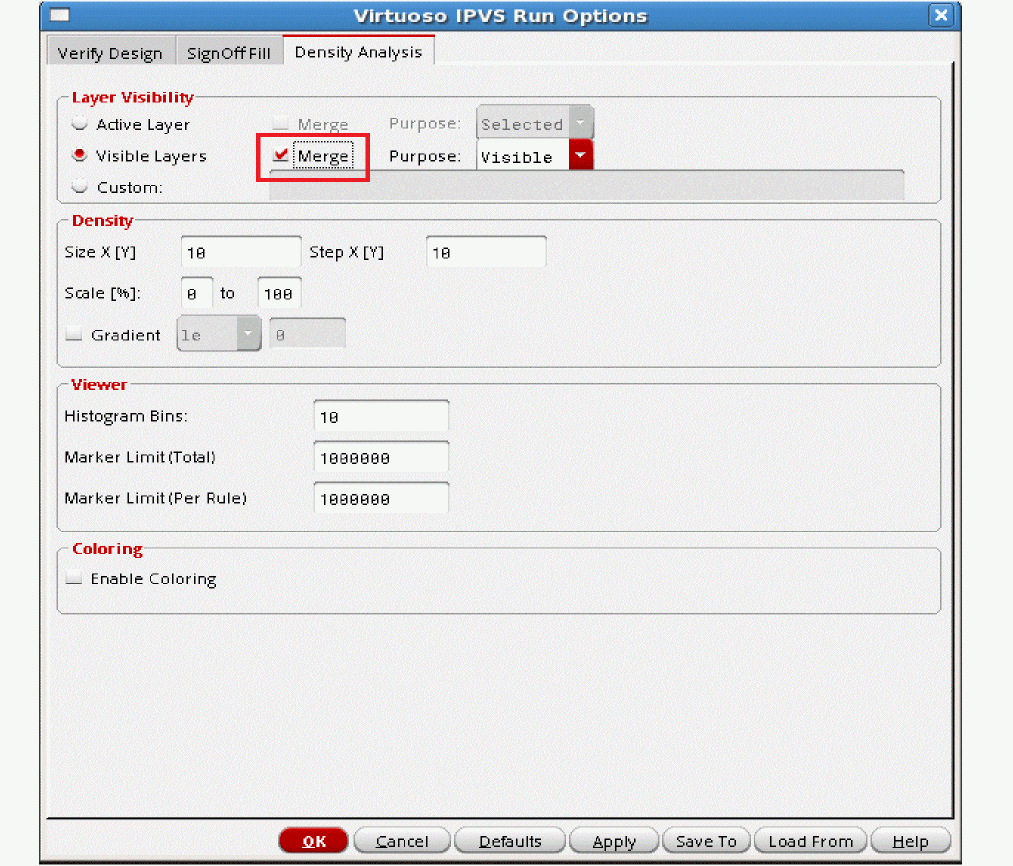 Virtuoso IPVS Run Options
Verify Design SignOff Fill Density Analysis
Layer Visibility
Active Layer Merge Purpose: Selected
Visible Layers Merge Purpose: Visible
Custom:
Density
Size X [Y] 10 Step X [Y] 10
Scale [%]: 0 to 100
Gradient le 0
Viewer
Histogram Bins: 10
Marker Limit(Total) 1000000
Marker Limit(Per Rule) 1000000
Coloring
Enable Coloring
OK Cancel Defaults Apply Save To Load From Help